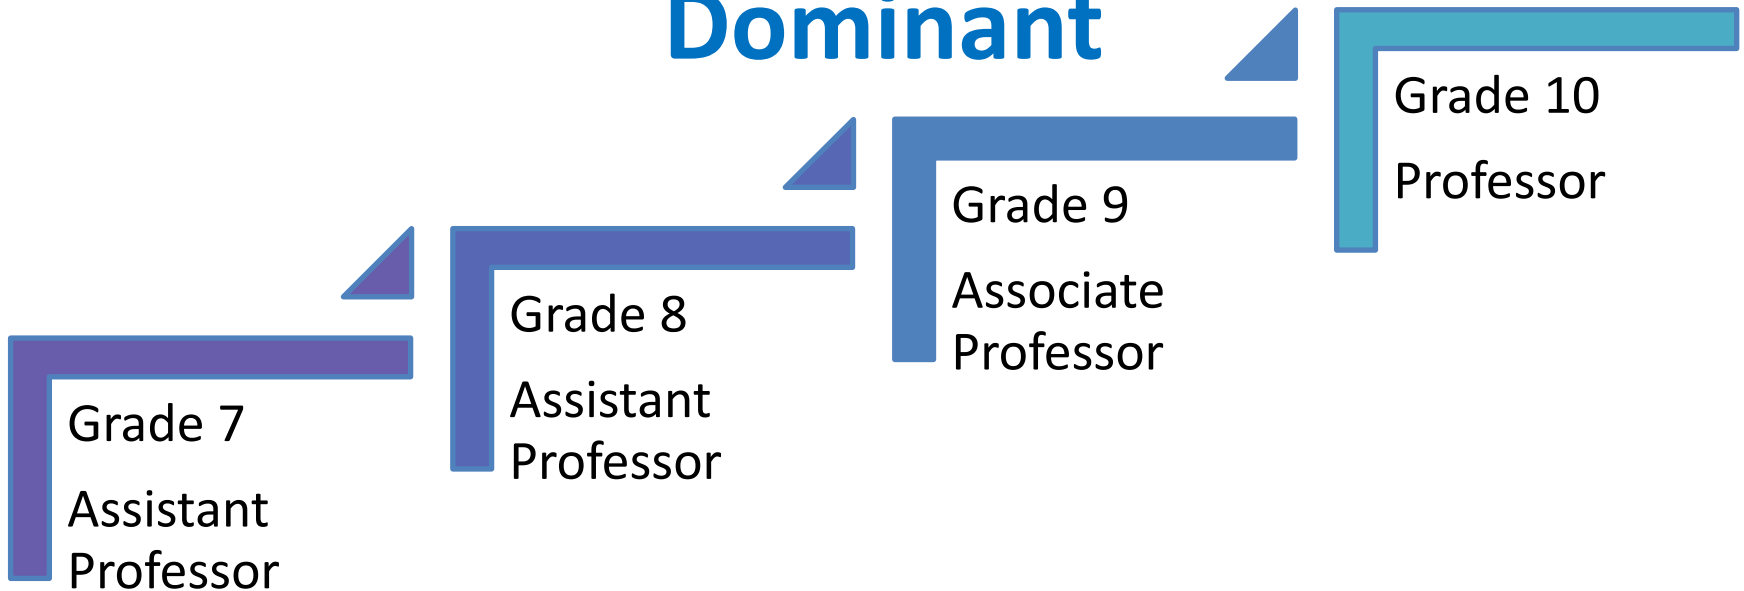 Dominant
Grade 7
Assistant
Professor
Grade 8
Assistant
Professor
Grade 9
Associate
Professor
Grade 10
Professor